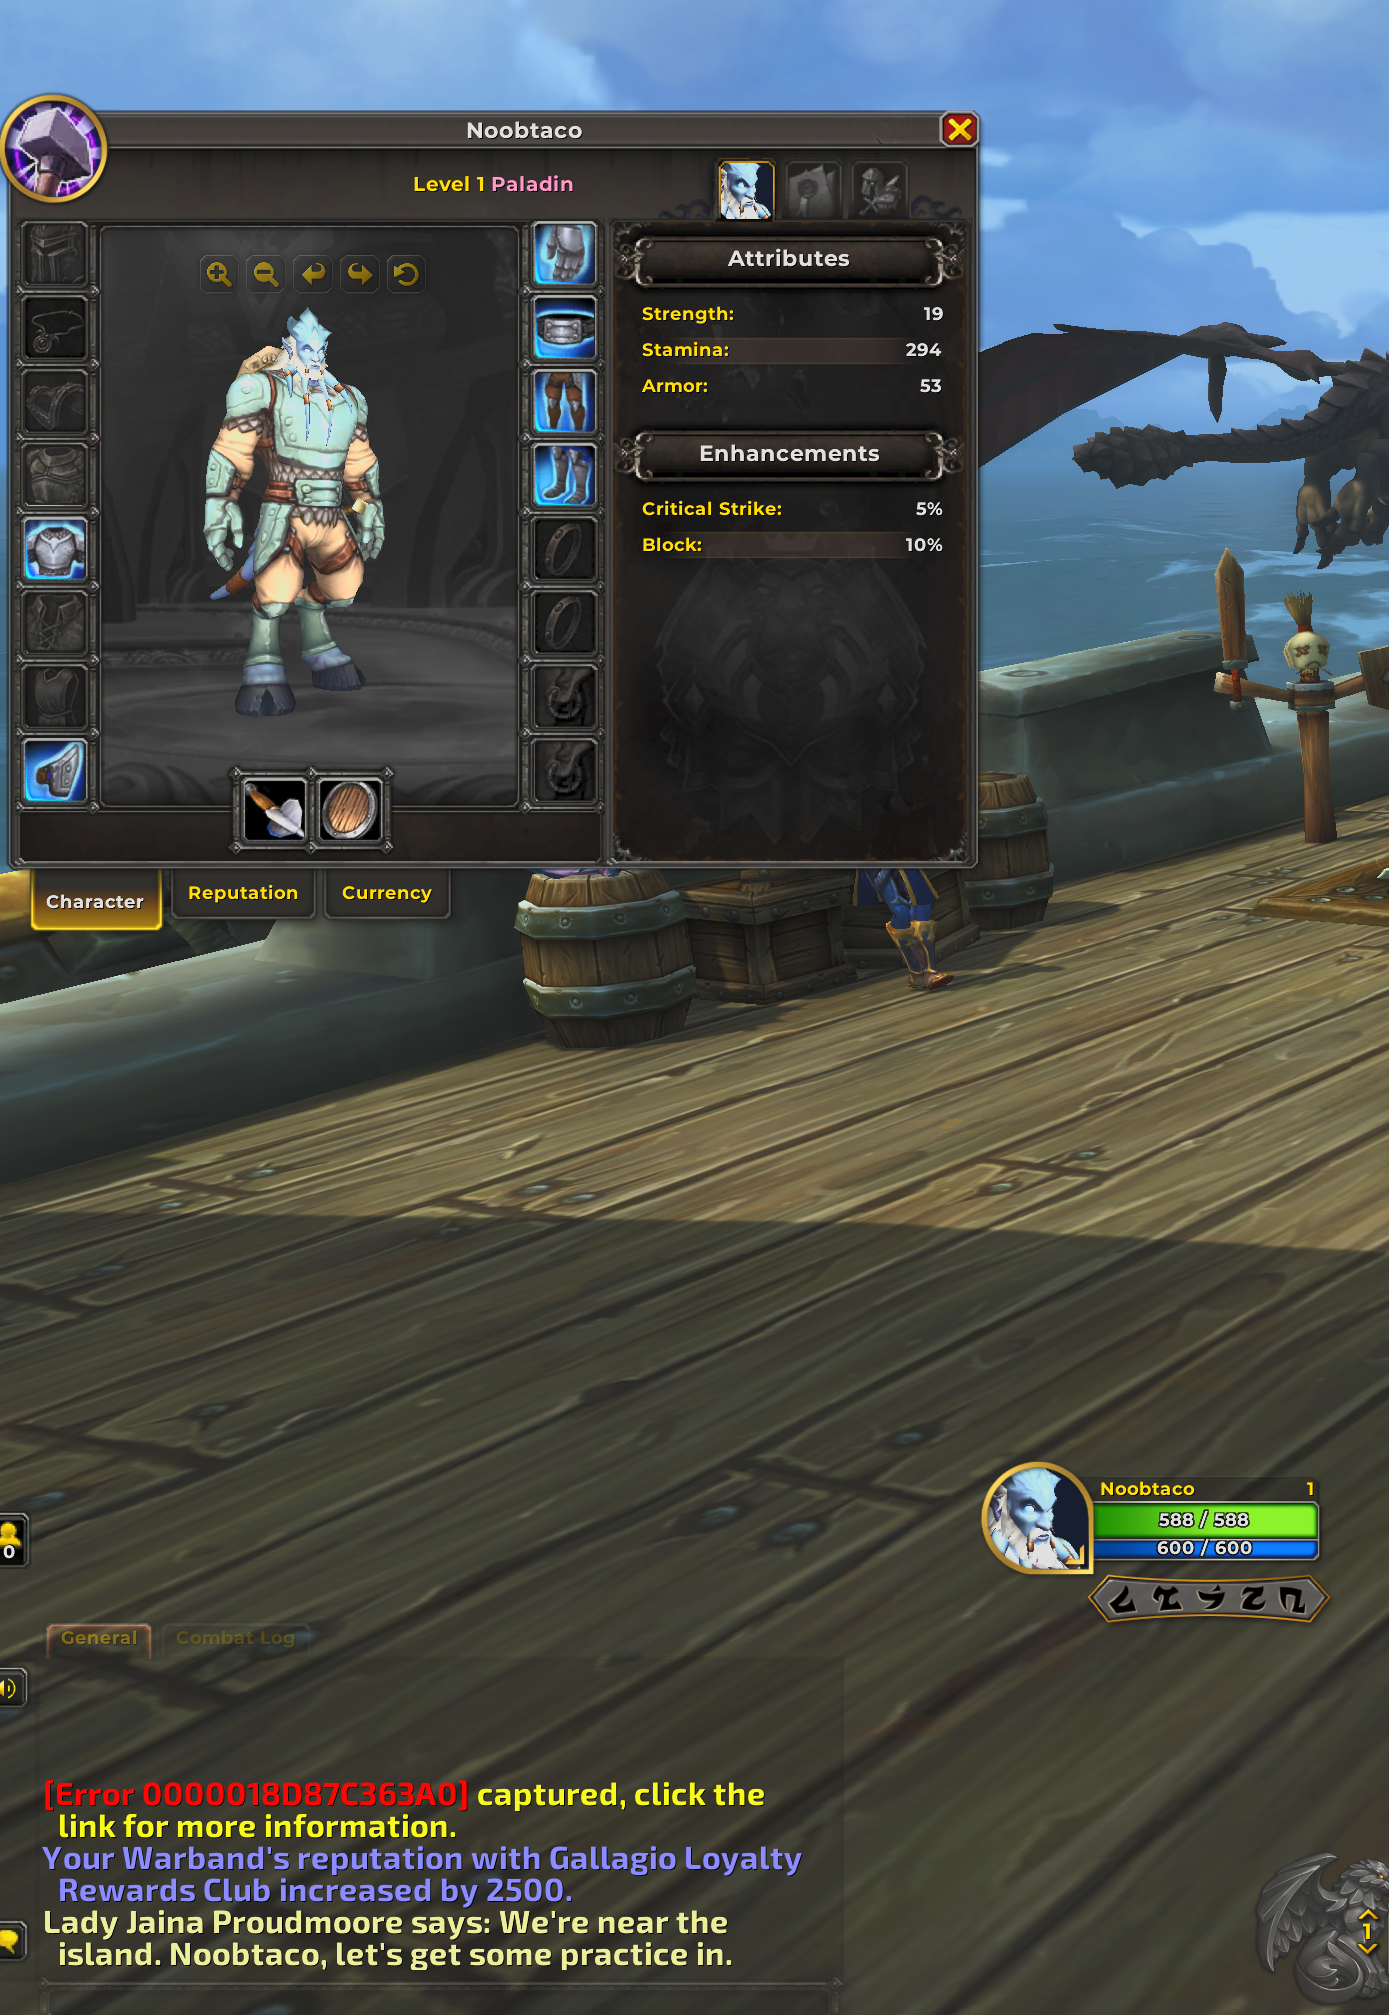 Noobtaco
Level 1 Paladin
Attributes
Strength: 19
Stamina: 294
Armor: 53
Enhancements
Critical Strike: 5%
Block: 10%
Character
Reputation
Currency
Noobtaco 1
588 / 588
600 / 600
0
General
Combat Log
[Error 0000018D87C363A0] captured, click the
link for more information.
Your Warband's reputation with Gallagio Loyalty
Rewards Club increased by 2500.
Lady Jaina Proudmoore says: We're near the
island. Noobtaco, let's get some practice in.
1